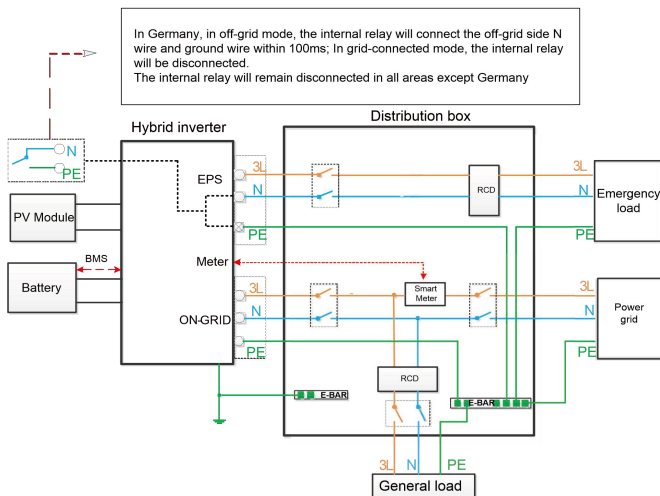 In Germany, in off-grid mode, the internal relay will connect the off-grid side N
wire and ground wire within 100ms; In grid-connected mode, the internal relay
will be disconnected.
The internal relay will remain disconnected in all areas except Germany
Hybrid inverter
Distribution box
N
PE
EPS
3L
N
PE
RCD
3L
N
PE
Emergency
load
PV Module
BMS
Battery
Meter
Smart
Meter
3L
N
PE
ON-GRID
3L
N
PE
Power
grid
RCD
E-BAR
E-BAR
3L
N
PE
General load